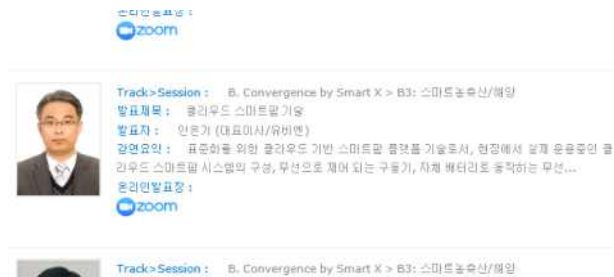 온라인발표장 :
zoom
Track>Session : B. Convergence by Smart X > B3: 스마트농축산/해양
발표제목 : 클라우드 스마트팜 기술
발표자 : 안은기 (대표이사/유비엔)
강연요약 : 표준화를 위한 클라우드 기반 스마트팜 플랫폼 기술로서, 현장에서 실제 운용중인 클
라우드 스마트팜 시스템의 구성, 무선으로 제어 되는 구동기, 자체 배터리로 동작하는 무선...
온라인발표장 :
zoom
Track>Session : B. Convergence by Smart X > B3: 스마트농축산/해양